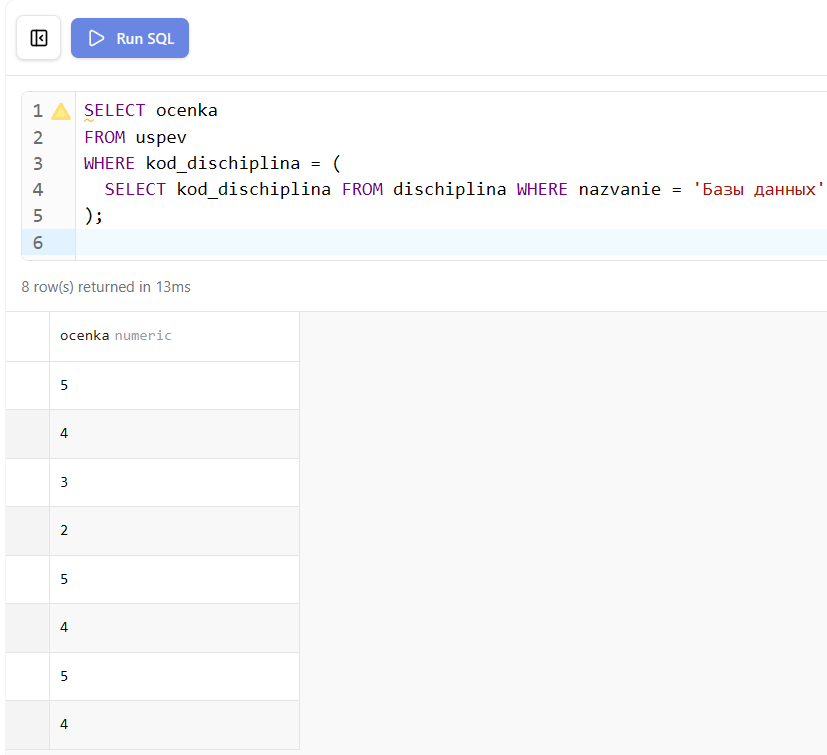 Run SQL
1 SELECT ocenka
2 FROM uspev
3 WHERE kod_dischiplina = (
4 SELECT kod_dischiplina FROM dischiplina WHERE nazvanie = 'Базы данных'
5 );
6
8 row(s) returned in 13ms
ocenka numeric
5
4
3
2
5
4
5
4